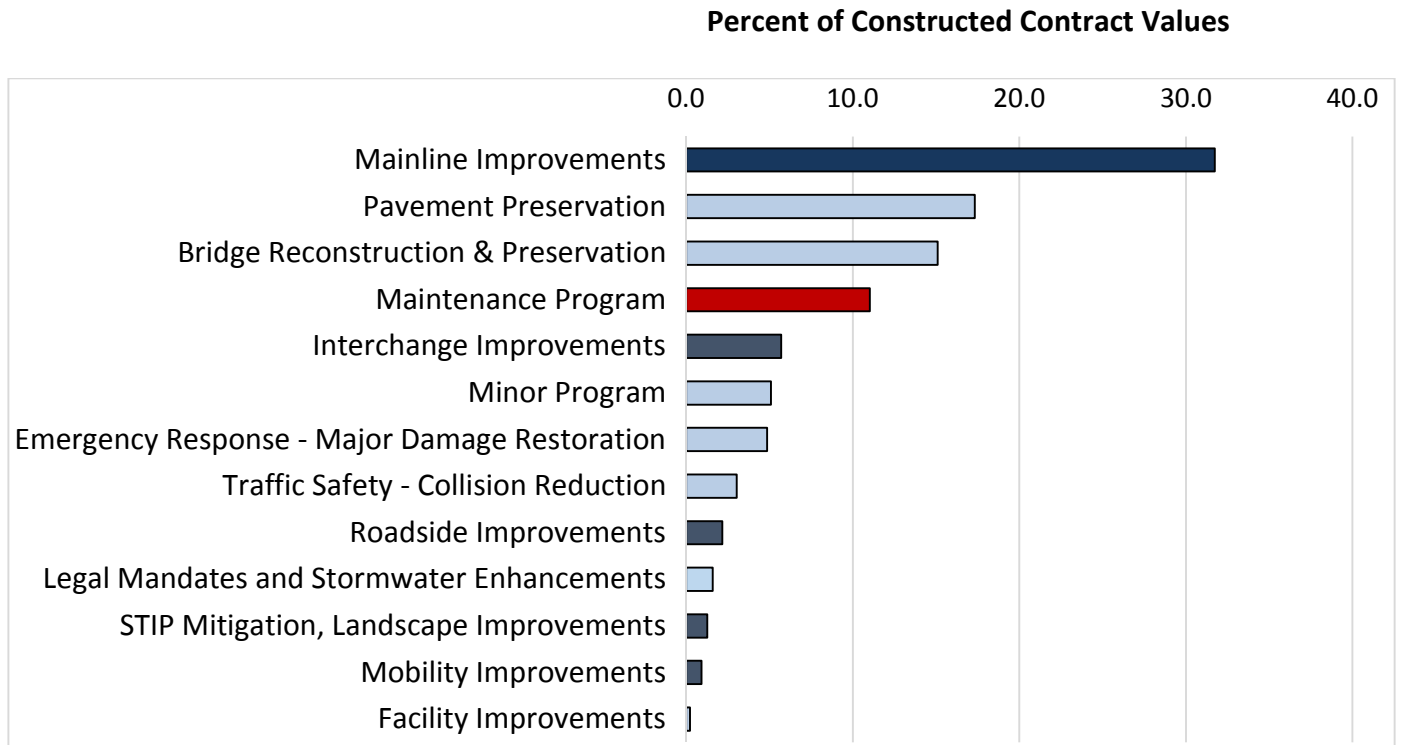 Percent of Constructed Contract Values
0.0 10.0 20.0 30.0 40.0
Mainline Improvements
Pavement Preservation
Bridge Reconstruction & Preservation
Maintenance Program
Interchange Improvements
Minor Program
Emergency Response - Major Damage Restoration
Traffic Safety - Collision Reduction
Roadside Improvements
Legal Mandates and Stormwater Enhancements
STIP Mitigation, Landscape Improvements
Mobility Improvements
Facility Improvements